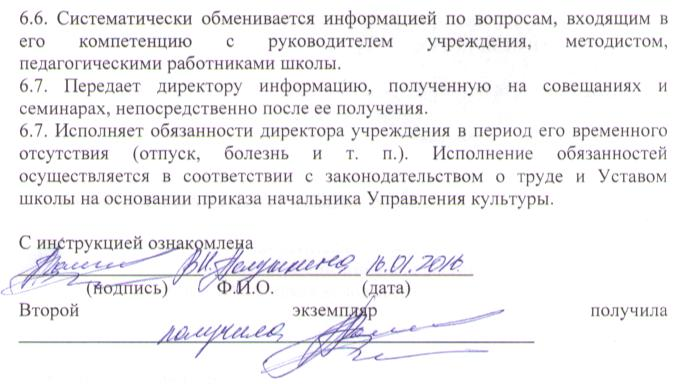 6.6. Систематически обменивается информацией по вопросам, входящим в
его компетенцию с руководителем учреждения, методистом,
педагогическими работниками школы.
6.7. Передает директору информацию, полученную на совещаниях и
семинарах, непосредственно после ее получения.
6.7. Исполняет обязанности директора учреждения в период его временного
отсутствия (отпуск, болезнь и т. п.). Исполнение обязанностей
осуществляется в соответствии с законодательством о труде и Уставом
школы на основании приказа начальника Управления культуры.
С инструкцией ознакомлена
В.И. 16.01.2016
(подпись) Ф.И.О. (дата)
Второй экземпляр получила
получила